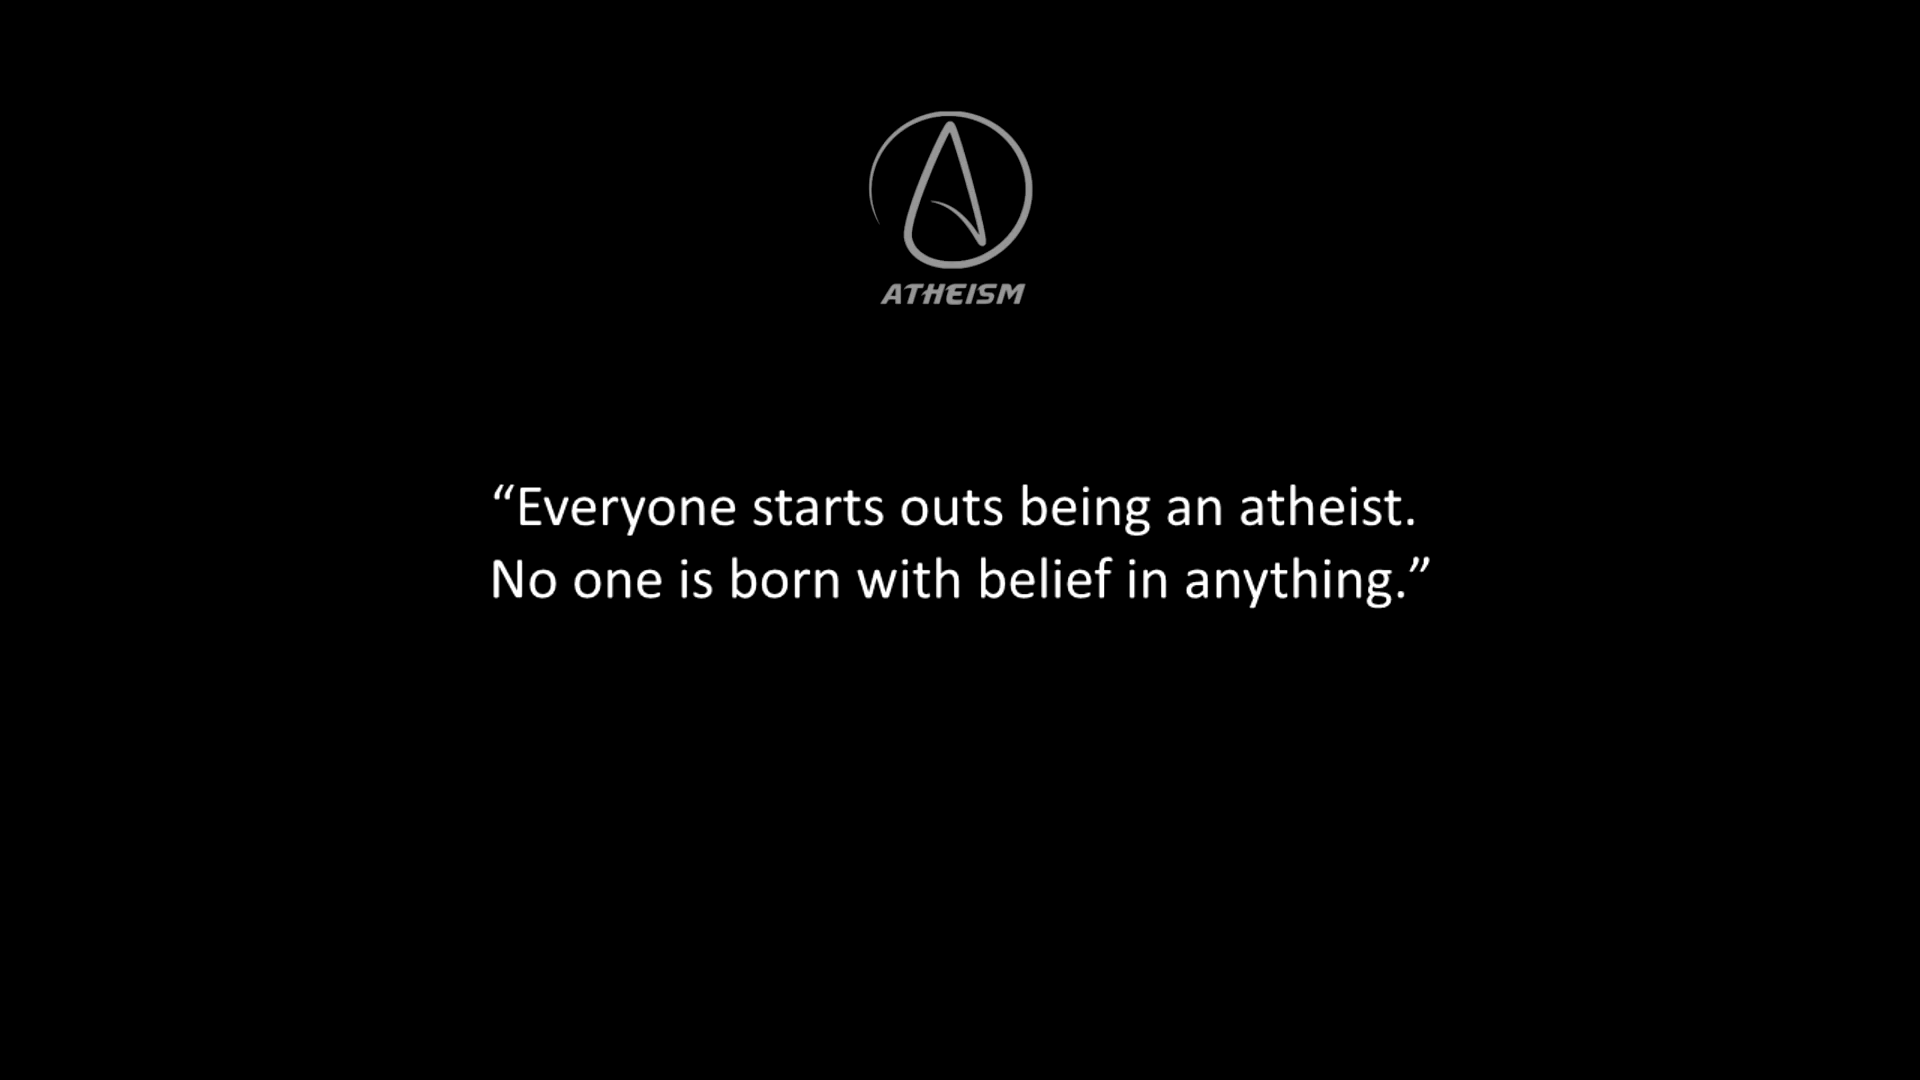 ATHEISM
“Everyone starts outs being an atheist.
No one is born with belief in anything.”